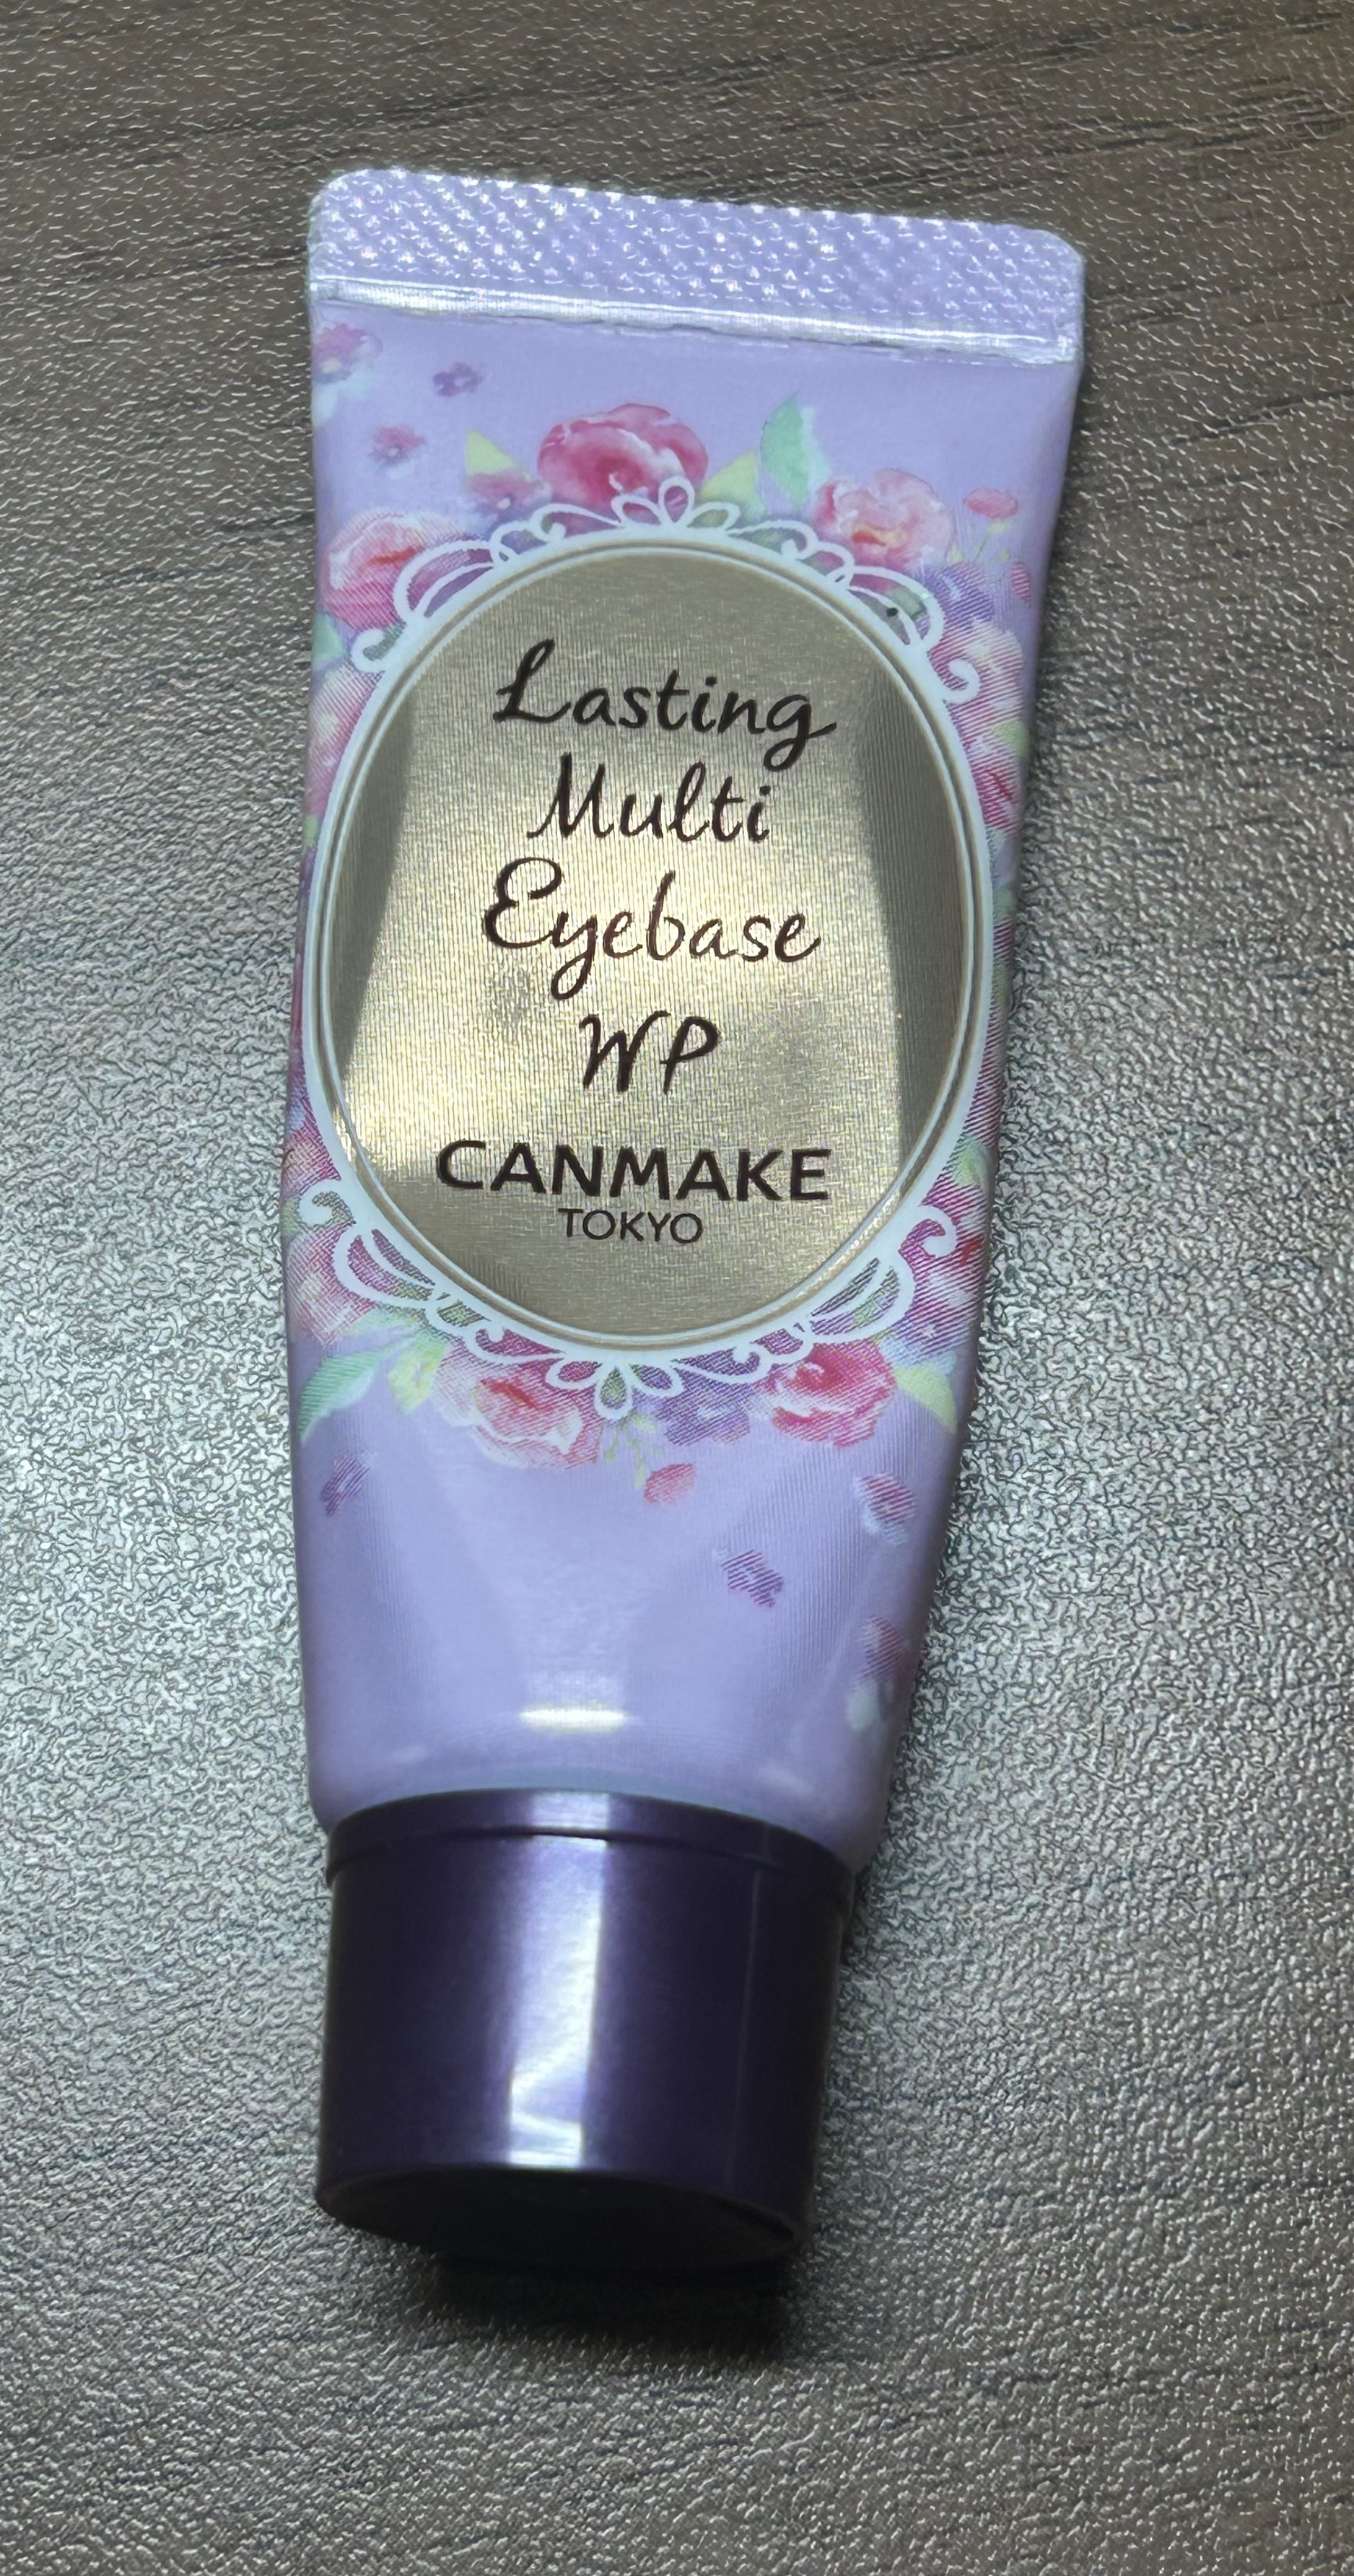 Lasting
Multi
Eyebase
WP
CANMAKE
TOKYO